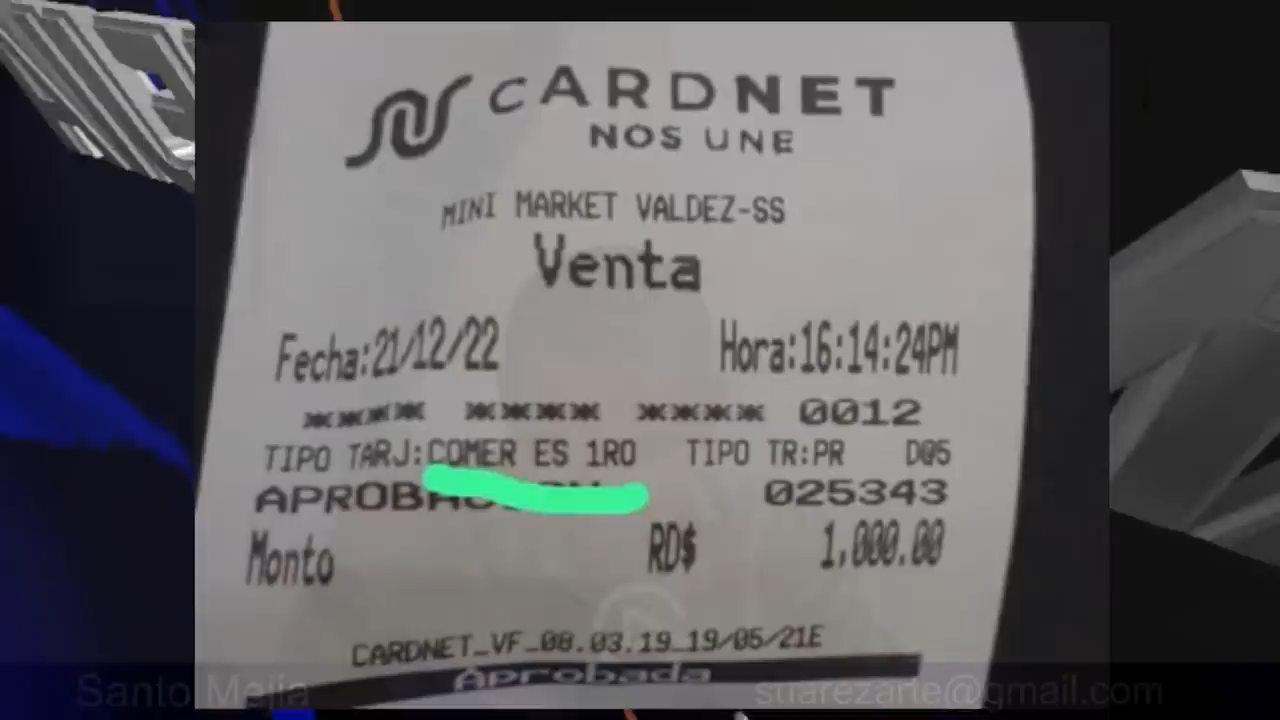 CARDNET
NOS UNE
MINI MARKET VALDEZ-SS
Venta
Fecha:21/12/22 Hora:16:14:24PM
**** **** **** 0012
TIPO TARJ:COMER ES 1RO TIPO TR:PR D05
025343
Monto RD$ 1,000.00
CARDNET_VF_08.03.19_19/05/21E
Aprobada
Santo Mejia suarezarte@gmail.com